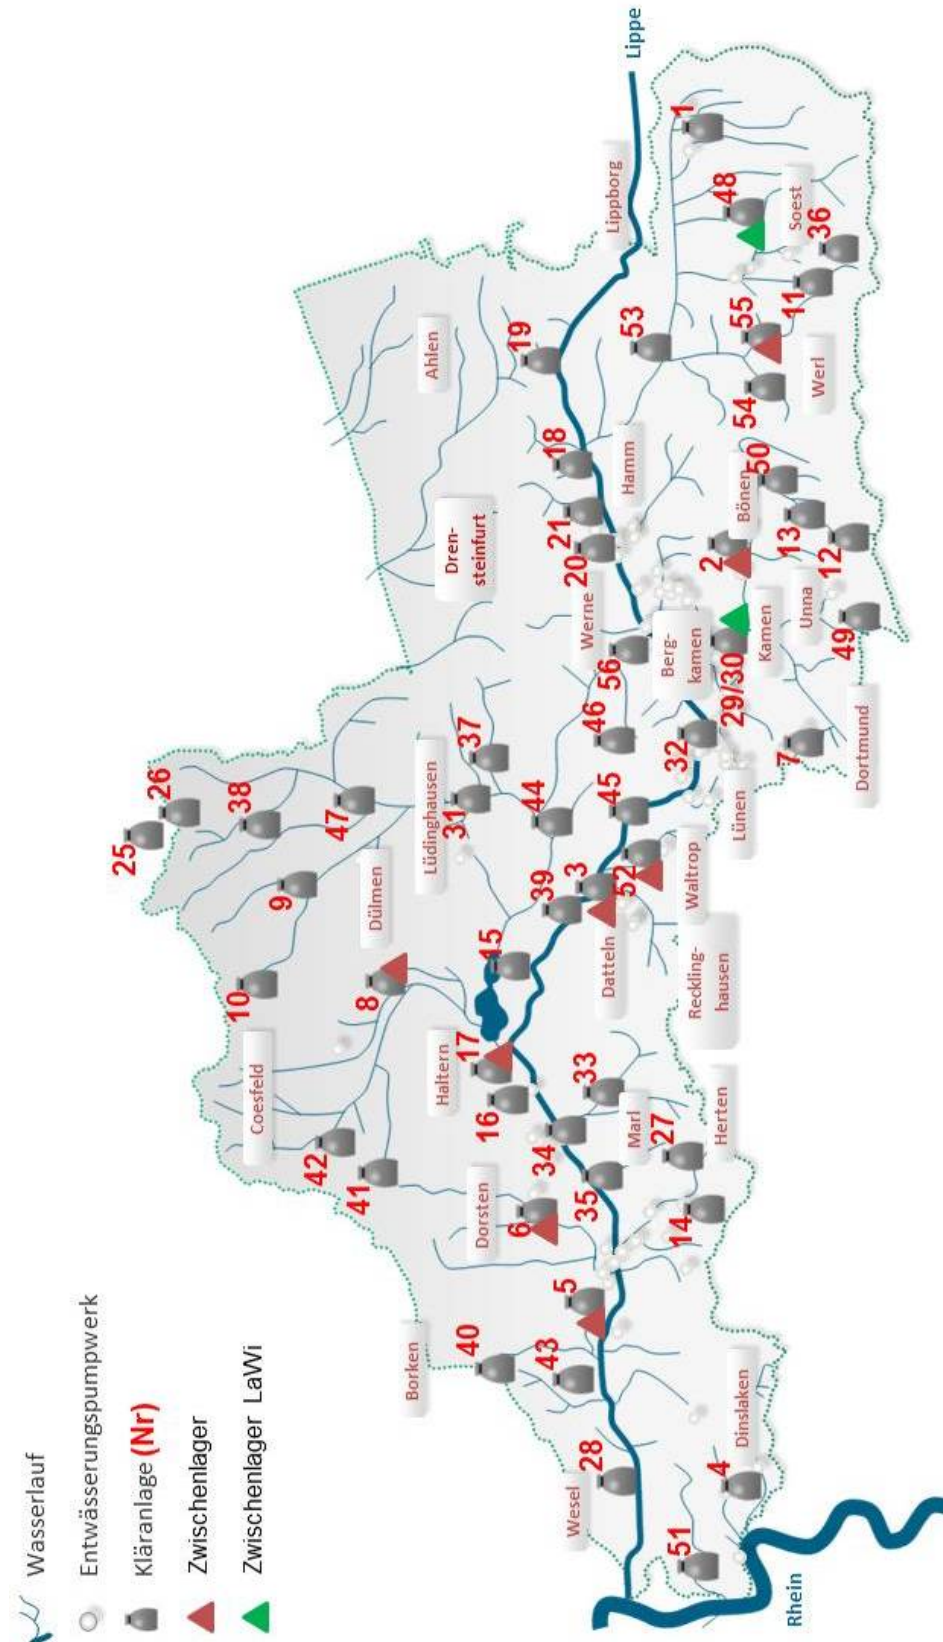 Wasserlauf
Entwässerungspumpwerk
Kläranlage (Nr)
Zwischenlager
Zwischenlager LaWi
25
26
38
10
9
47
Coesfeld
Dülmen
8
42
41
Lüdinghausen
31
37
Haltern
17
15
16
44
39
3
46
45
32
52
Datteln
Waltrop
Lünen
Reckling-
hausen
Borken
40
43
Dorsten
6
5
34
35
33
Marl
27
14
Herten
Wesel
28
51
4
Dinslaken
Rhein
Ahlen
Dren-
steinfurt
19
18
21
20
Werne
56
Hamm
Berg-
kamen
29/30
Kamen
2
Bönen
50
13
12
Unna
49
7
Dortmund
Lippborg
Lippe
53
54
55
Werl
11
36
Soest
48
1